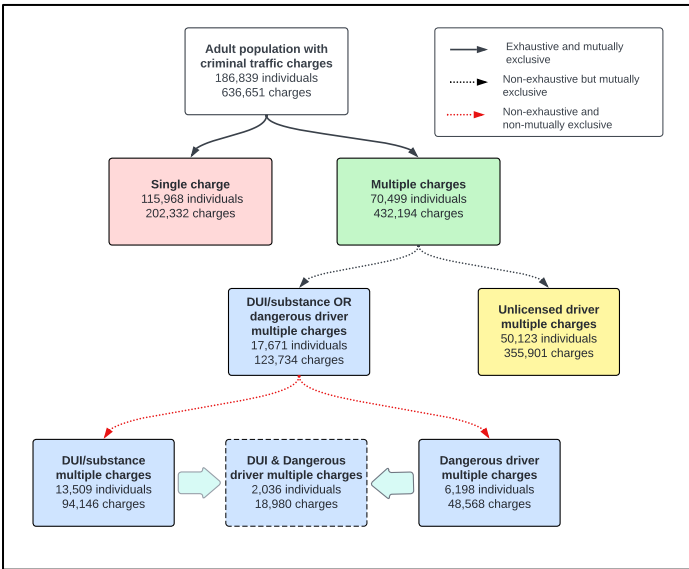 Adult population with
criminal traffic charges
186,839 individuals
636,651 charges
Exhaustive and mutually
exclusive
Non-exhaustive but mutually
exclusive
Non-exhaustive and
non-mutually exclusive
Single charge
115,968 individuals
202,332 charges
Multiple charges
70,499 individuals
432,194 charges
DUI/substance OR
dangerous driver
multiple charges
17,671 individuals
123,734 charges
Unlicensed driver
multiple charges
50,123 individuals
355,901 charges
DUI/substance
multiple charges
13,509 individuals
94,146 charges
DUI & Dangerous
driver multiple charges
2,036 individuals
18,980 charges
Dangerous driver
multiple charges
6,198 individuals
48,568 charges